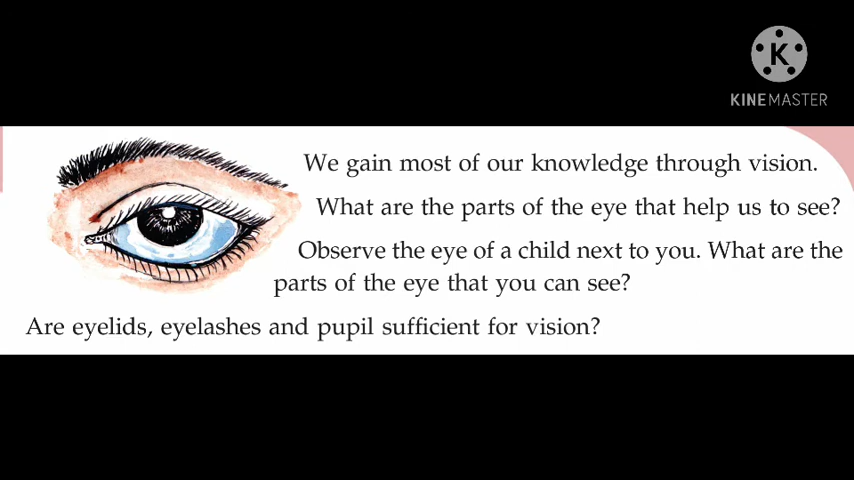 K
KINEMASTER
We gain most of our knowledge through vision.
What are the parts of the eye that help us to see?
Observe the eye of a child next to you. What are the
parts of the eye that you can see?
Are eyelids, eyelashes and pupil sufficient for vision?